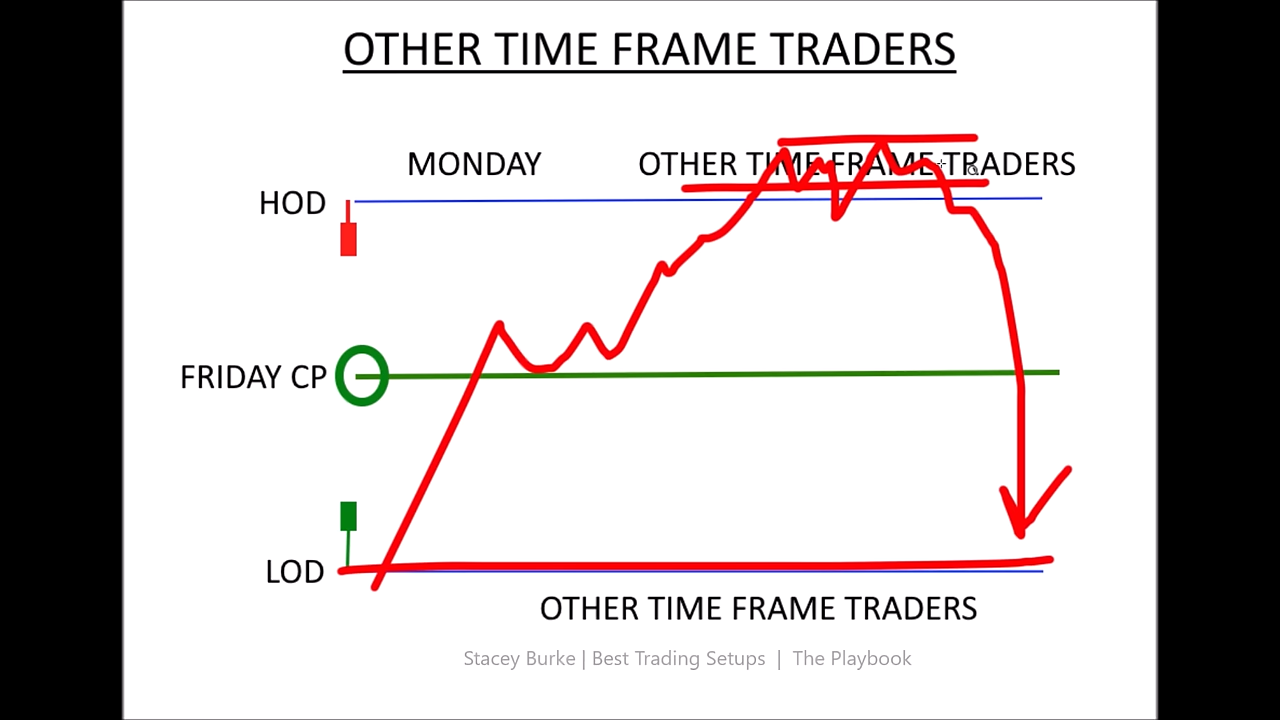 OTHER TIME FRAME TRADERS
MONDAY
OTHER TIME FRAME TRADERS
HOD
FRIDAY CP
LOD
OTHER TIME FRAME TRADERS
Stacey Burke | Best Trading Setups | The Playbook